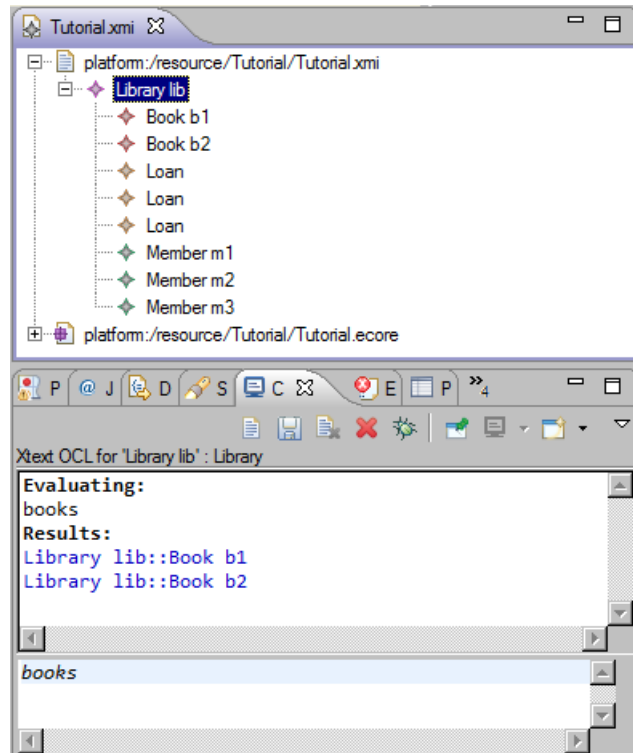 Tutorial.xmi
platform:/resource/Tutorial/Tutorial.xmi
Library lib
Book b1
Book b2
Loan
Loan
Loan
Member m1
Member m2
Member m3
platform:/resource/Tutorial/Tutorial.ecore
P @ J D S C E P »4
Xtext OCL for 'Library lib' : Library
Evaluating:
books
Results:
Library lib::Book b1
Library lib::Book b2
books